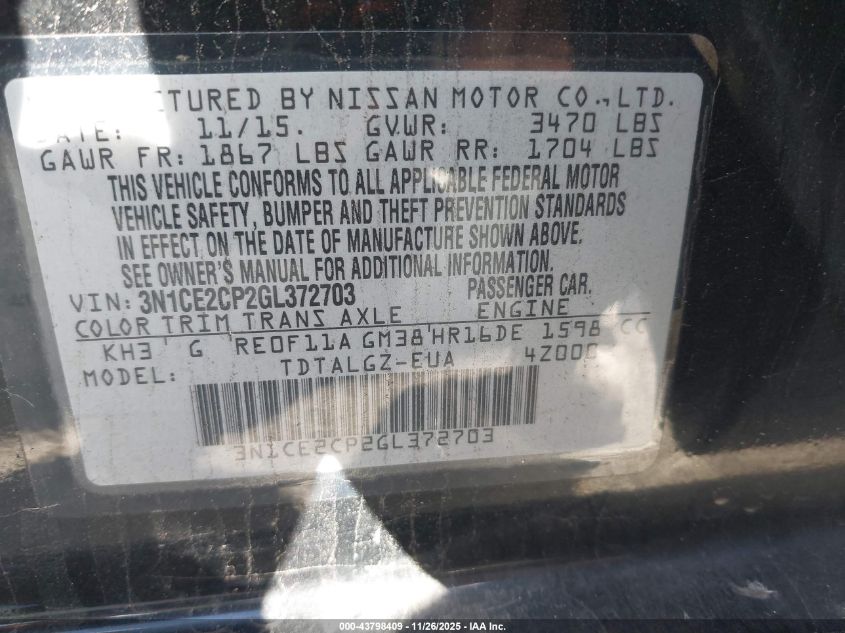 TURED BY NISSAN MOTOR CO., LTD.
DATE: 11/15. GVWR: 3470 LBS
GAWR FR: 1867 LBS GAWR RR: 1704 LBS
THIS VEHICLE CONFORMS TO ALL APPLICABLE FEDERAL MOTOR
VEHICLE SAFETY, BUMPER AND THEFT PREVENTION STANDARDS
IN EFFECT ON THE DATE OF MANUFACTURE SHOWN ABOVE.
SEE OWNER'S MANUAL FOR ADDITIONAL INFORMATION.
VIN: 3N1CE2CP2GL372703 PASSENGER CAR.
COLOR TRIM TRANS AXLE ENGINE
KH3 G RE0F11A GM38 HR16DE 1598 CC
MODEL: TDTALGZ-EUA 4Z000
3N1CE2CP2GL372703
000-43798409 - 11/26/2025 - IAA Inc.